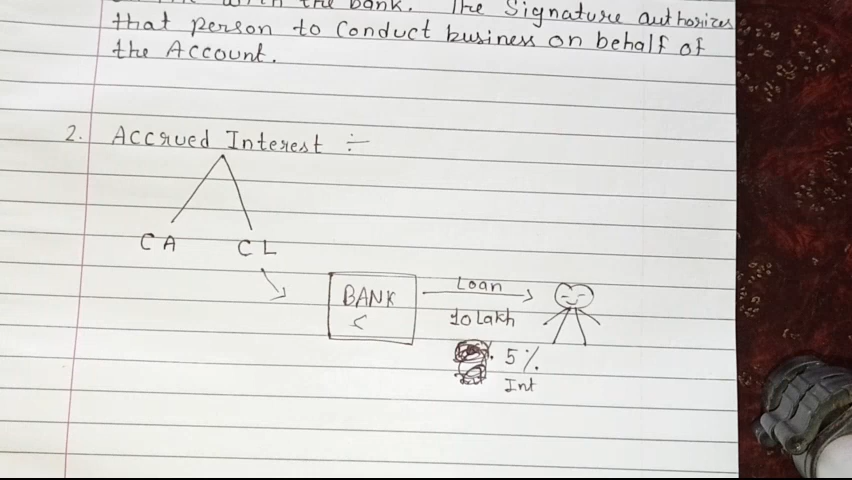 with the bank. The Signature authorizes
that person to conduct business on behalf of
the Account.
2. Accrued Interest ÷
CA CL
BANK
Loan
10 Lakh
5 %.
Int